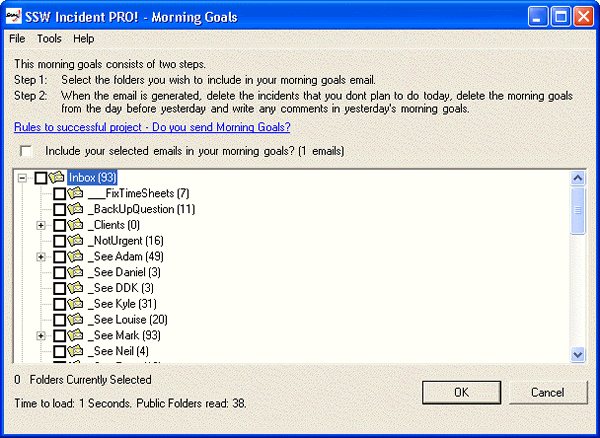 SSW Incident PRO! - Morning Goals
File Tools Help
This morning goals consists of two steps.
Step 1: Select the folders you wish to include in your morning goals email.
Step 2: When the email is generated, delete the incidents that you dont plan to do today, delete the morning goals
from the day before yesterday and write any comments in yesterday's morning goals.
Rules to successful project - Do you send Morning Goals?
Include your selected emails in your morning goals? (1 emails)
Inbox (93)
___FixTimeSheets (7)
_BackUpQuestion (11)
_Clients (0)
_NotUrgent (16)
_See Adam (49)
_See Daniel (3)
_See DDK (3)
_See Kyle (31)
_See Louise (20)
_See Mark (93)
_See Neil (4)
0 Folders Currently Selected
OK Cancel
Time to load: 1 Seconds. Public Folders read: 38.